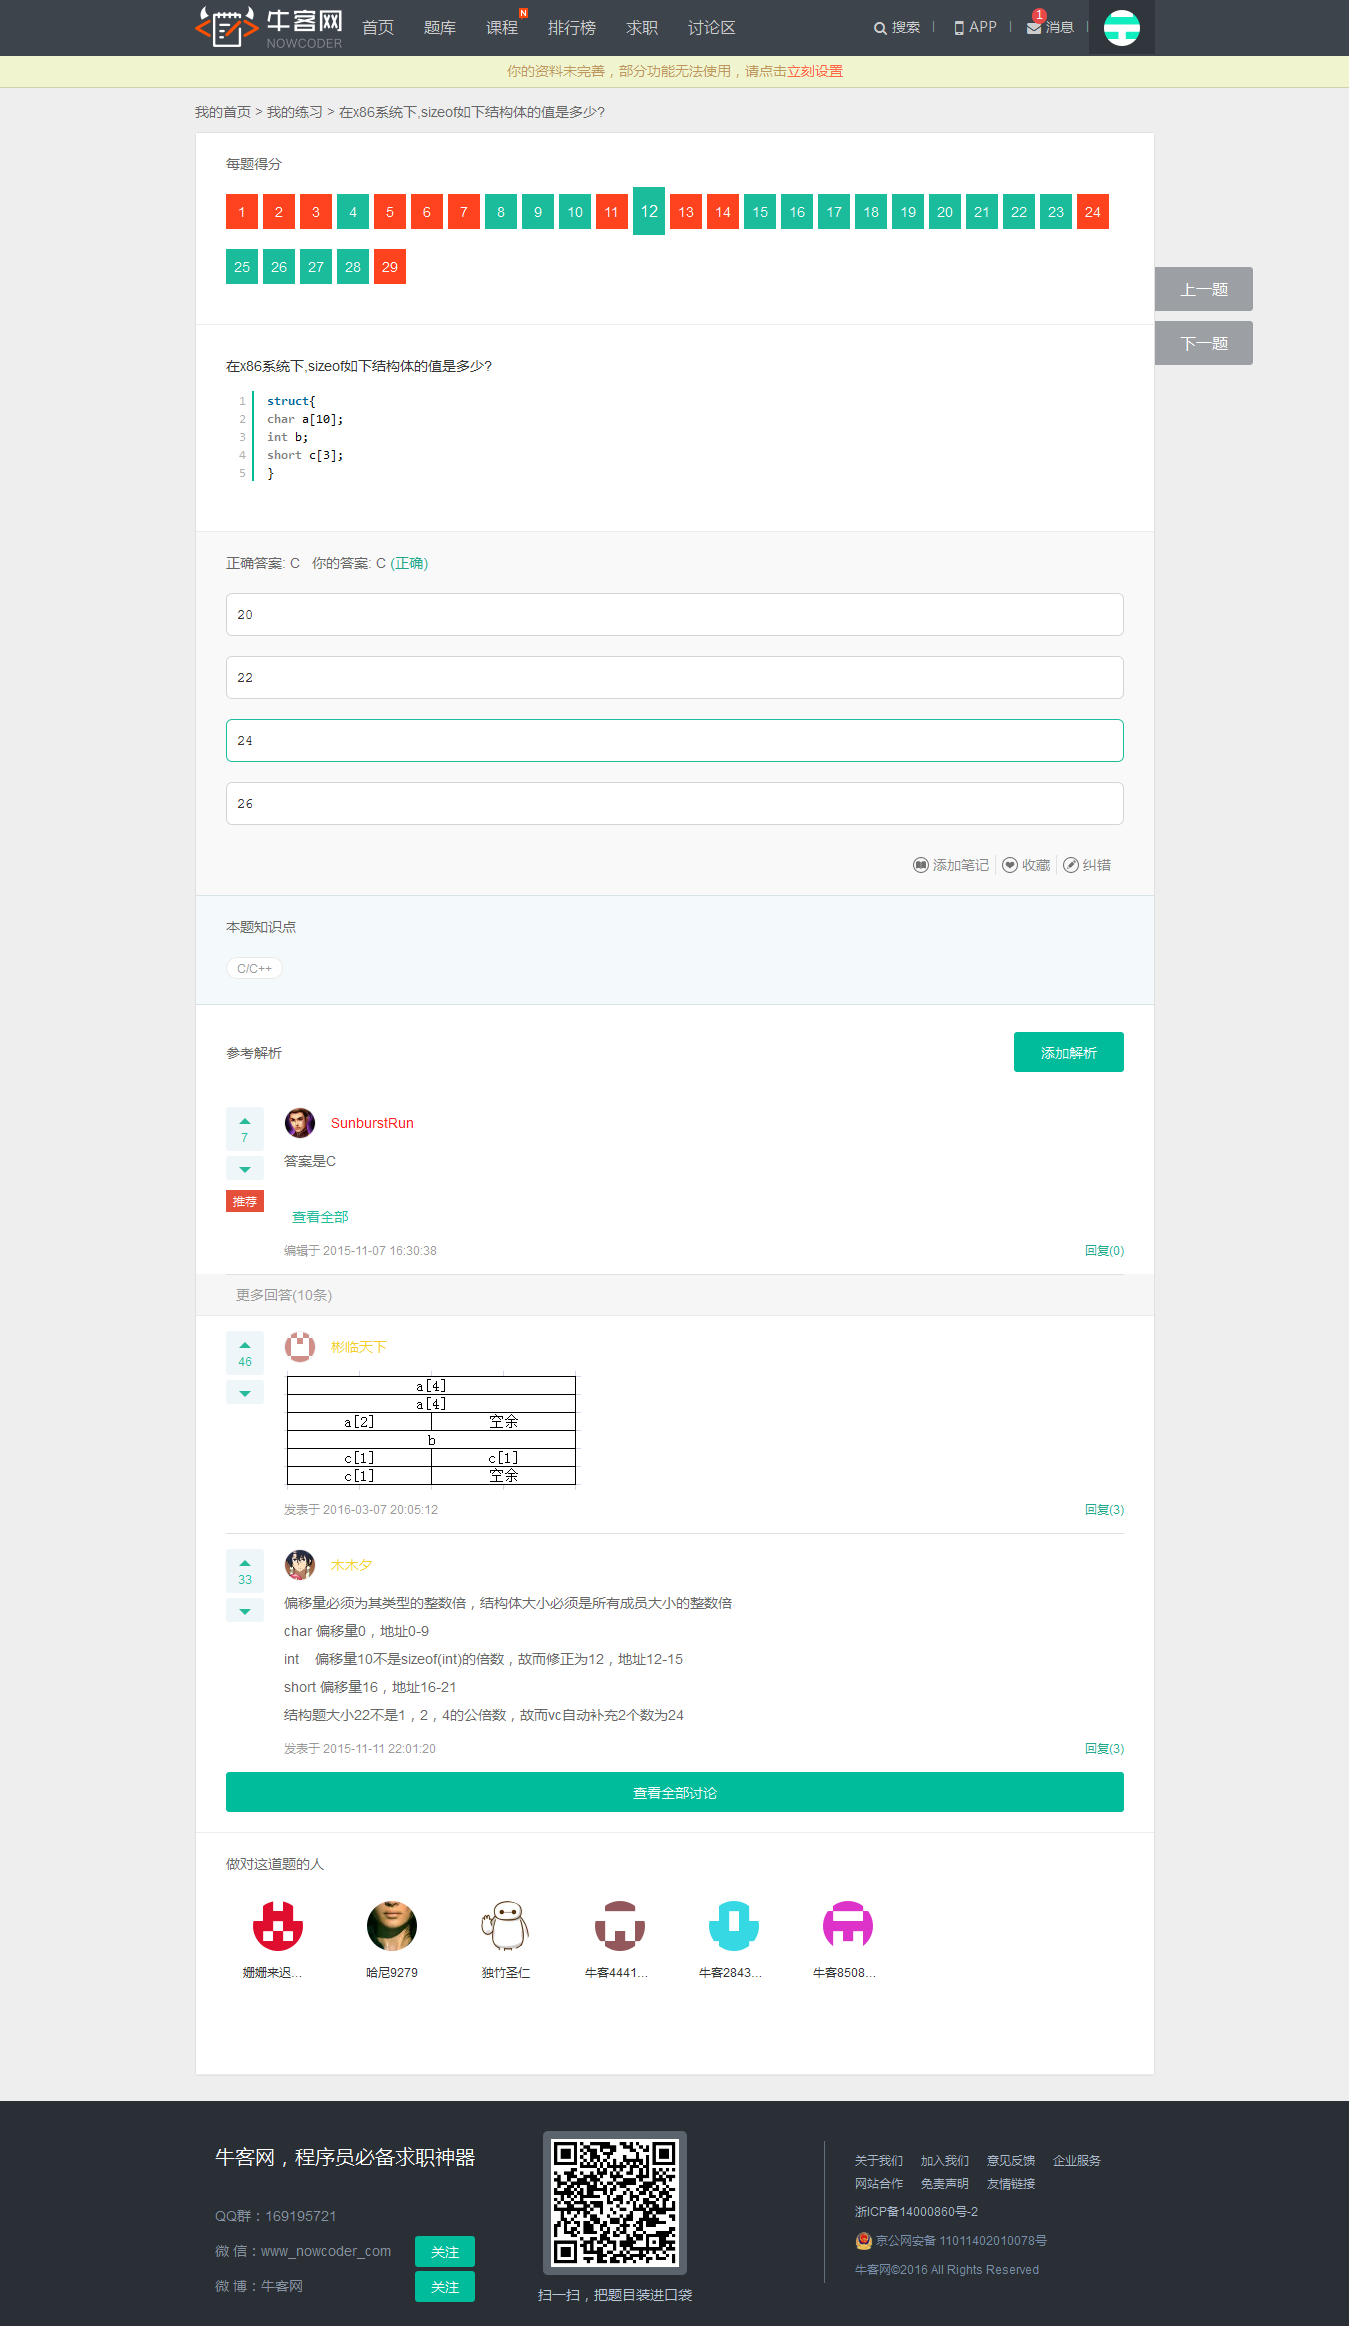 牛客网
NOWCODER
首页 题库 课程 N 排行榜 求职 讨论区 搜索 APP 消息 1
你的资料未完善，部分功能无法使用，请点击立刻设置
我的首页 > 我的练习 > 在x86系统下,sizeof如下结构体的值是多少?
每题得分
1 2 3 4 5 6 7 8 9 10 11 12 13 14 15 16 17 18 19 20 21 22 23 24
25 26 27 28 29
上一题
下一题
在x86系统下,sizeof如下结构体的值是多少?
1 struct{
2 char a[10];
3 int b;
4 short c[3];
5 }
正确答案: C 你的答案: C (正确)
20
22
24
26
添加笔记 收藏 纠错
本题知识点
C/C++
参考解析 添加解析
7 SunburstRun
答案是C
推荐
查看全部
编辑于 2015-11-07 16:30:38 回复(0)
更多回答(10条)
46 彬临天下
a[4]
a[4]
a[2] 空余
b
c[1] c[1]
c[1] 空余
发表于 2016-03-07 20:05:12 回复(3)
33 木木夕
偏移量必须为其类型的整数倍，结构体大小必须是所有成员大小的整数倍
char 偏移量0，地址0-9
int 偏移量10不是sizeof(int)的倍数，故而修正为12，地址12-15
short 偏移量16，地址16-21
结构题大小22不是1，2，4的公倍数，故而vc自动补充2个数为24
发表于 2015-11-11 22:01:20 回复(3)
查看全部讨论
做对这道题的人
姗姗来迟... 哈尼9279 独竹圣仁 牛客4441... 牛客2843... 牛客8508...
牛客网，程序员必备求职神器
QQ群：169195721
微 信：www_nowcoder_com 关注
微 博：牛客网 关注
扫一扫，把题目装进口袋
关于我们 加入我们 意见反馈 企业服务
网站合作 免责声明 友情链接
浙ICP备14000860号-2
京公网安备 11011402010078号
牛客网©2016 All Rights Reserved